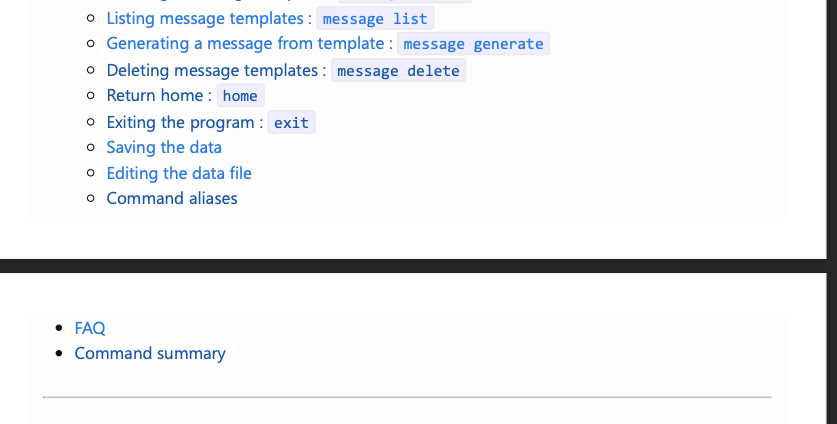 Listing message templates : message list
Generating a message from template : message generate
Deleting message templates : message delete
Return home : home
Exiting the program : exit
Saving the data
Editing the data file
Command aliases
FAQ
Command summary